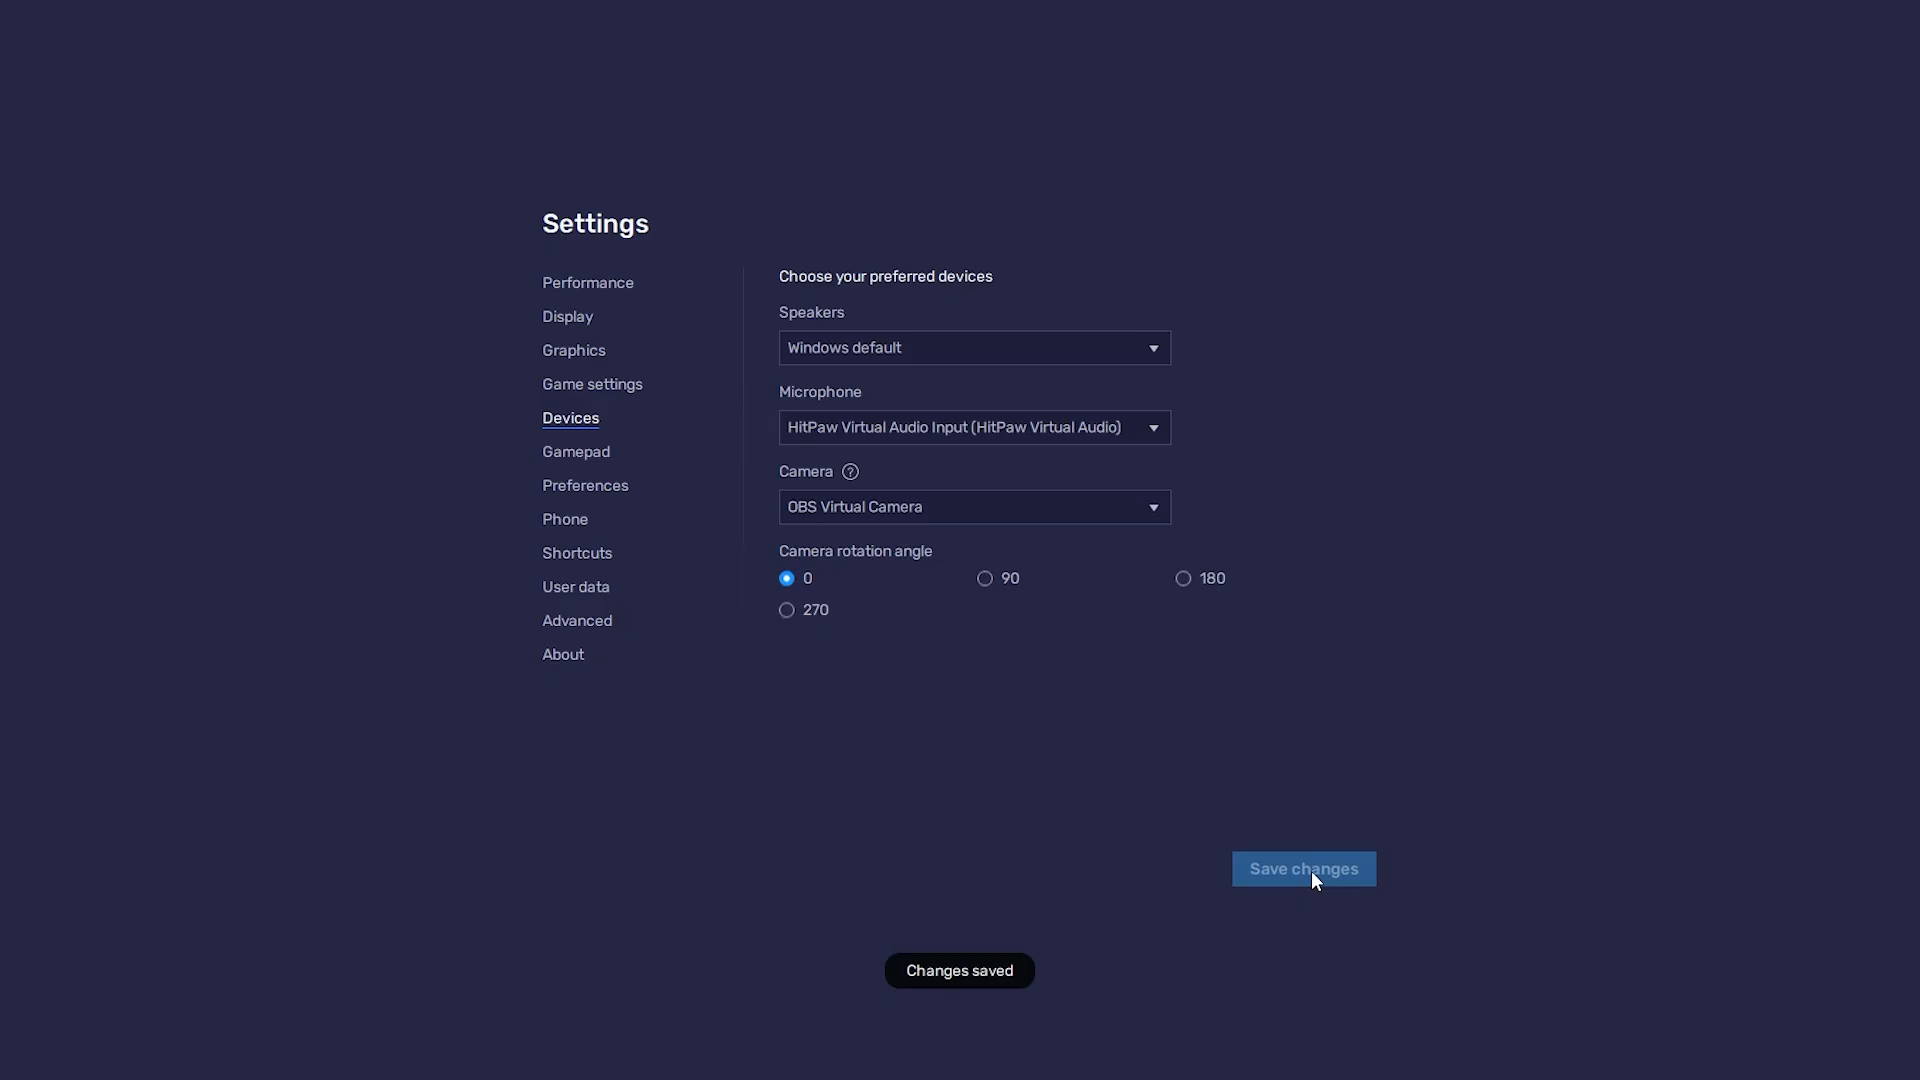 Settings
Performance
Display
Graphics
Game settings
Devices
Gamepad
Preferences
Phone
Shortcuts
User data
Advanced
About
Choose your preferred devices
Speakers
Windows default
Microphone
HitPaw Virtual Audio Input (HitPaw Virtual Audio)
Camera ?
OBS Virtual Camera
Camera rotation angle
0 90 180
270
Save changes
Changes saved